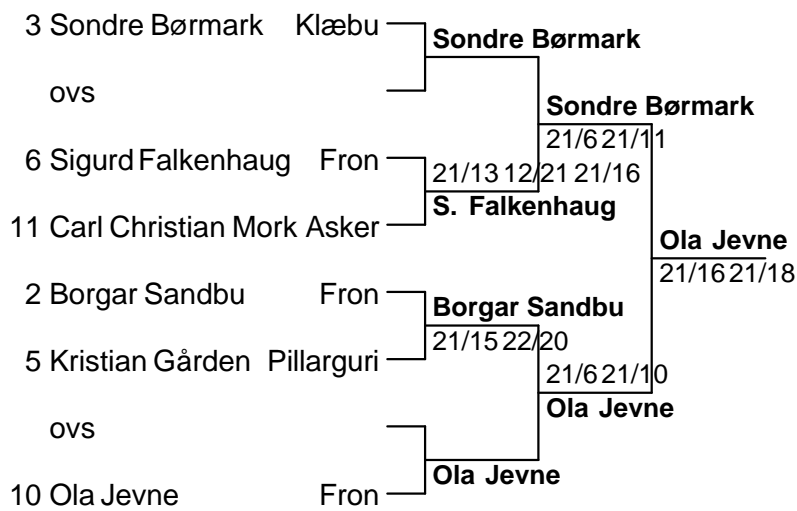 3 Sondre Børmark Klæbu
Sondre Børmark
ovs
Sondre Børmark
21/6 21/11
6 Sigurd Falkenhaug Fron
21/13 12/21 21/16
S. Falkenhaug
11 Carl Christian Mork Asker
Ola Jevne
21/16 21/18
2 Borgar Sandbu Fron
Borgar Sandbu
21/15 22/20
5 Kristian Gården Pillarguri
21/6 21/10
Ola Jevne
ovs
Ola Jevne
10 Ola Jevne Fron